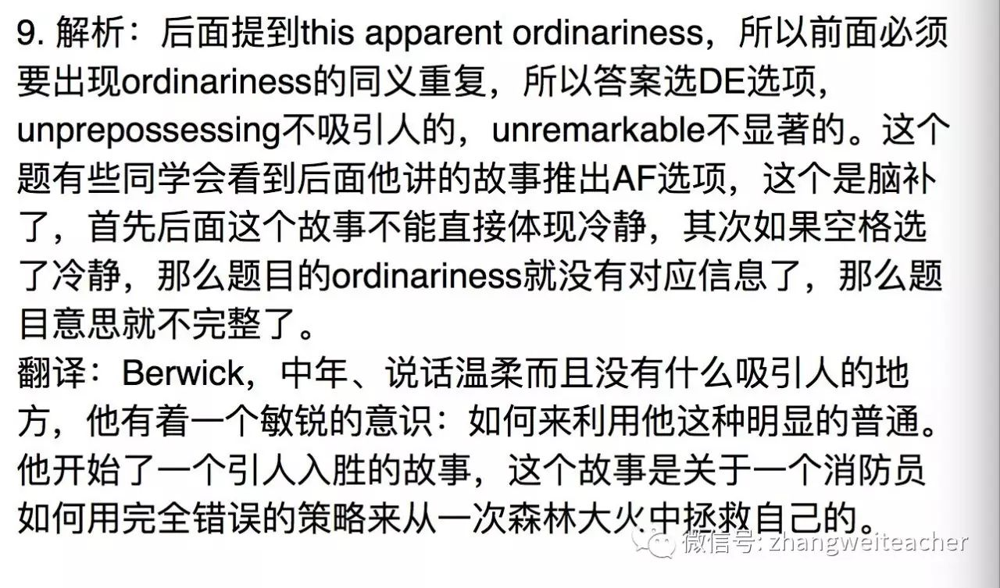 9. 解析：后面提到this apparent ordinariness，所以前面必须
要出现ordinariness的同义重复，所以答案选DE选项，
unprepossessing不吸引人的，unremarkable不显著的。这个
题有些同学会看到后面他讲的故事推出AF选项，这个是脑补
了，首先后面这个故事不能直接体现冷静，其次如果空格选
了冷静，那么题目的ordinariness就没有对应信息了，那么题
目意思就不完整了。
翻译：Berwick，中年、说话温柔而且没有什么吸引人的地
方，他有着一个敏锐的意识：如何来利用他这种明显的普通。
他开始了一个引人入胜的故事，这个故事是关于一个消防员
如何用完全错误的策略来从一次森林大火中拯救自己的。
微信号: zhangweiteacher